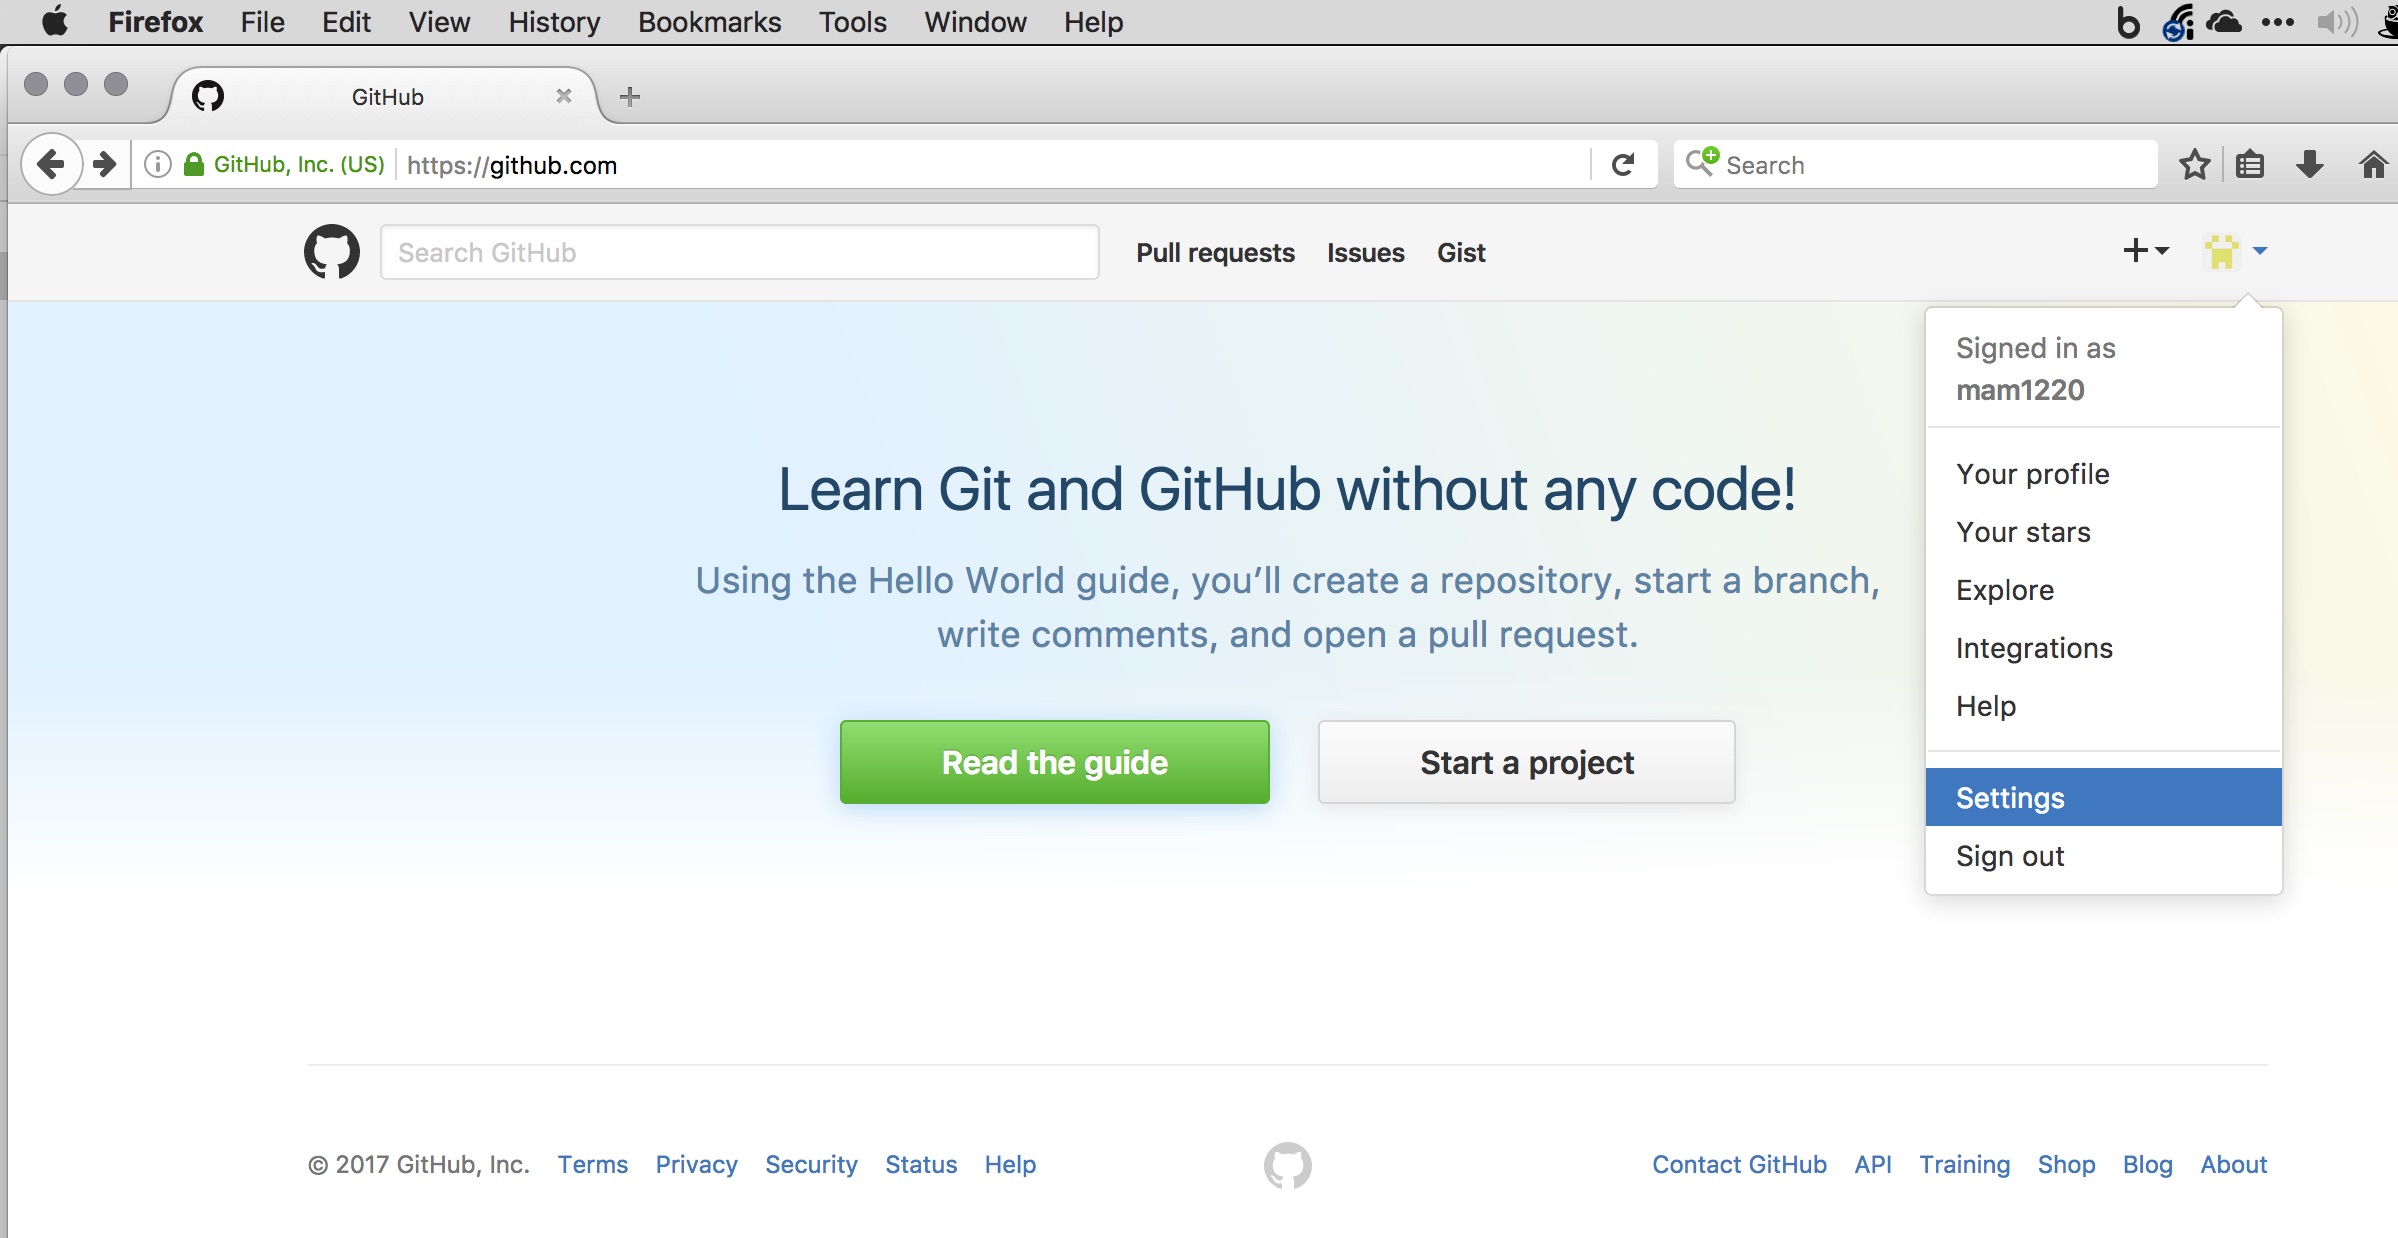 Firefox File Edit View History Bookmarks Tools Window Help
GitHub
GitHub, Inc. (US) https://github.com Search
Search GitHub Pull requests Issues Gist
Signed in as
mam1220
Your profile
Your stars
Explore
Integrations
Help
Settings
Sign out
Learn Git and GitHub without any code!
Using the Hello World guide, you’ll create a repository, start a branch,
write comments, and open a pull request.
Read the guide Start a project
© 2017 GitHub, Inc. Terms Privacy Security Status Help Contact GitHub API Training Shop Blog About